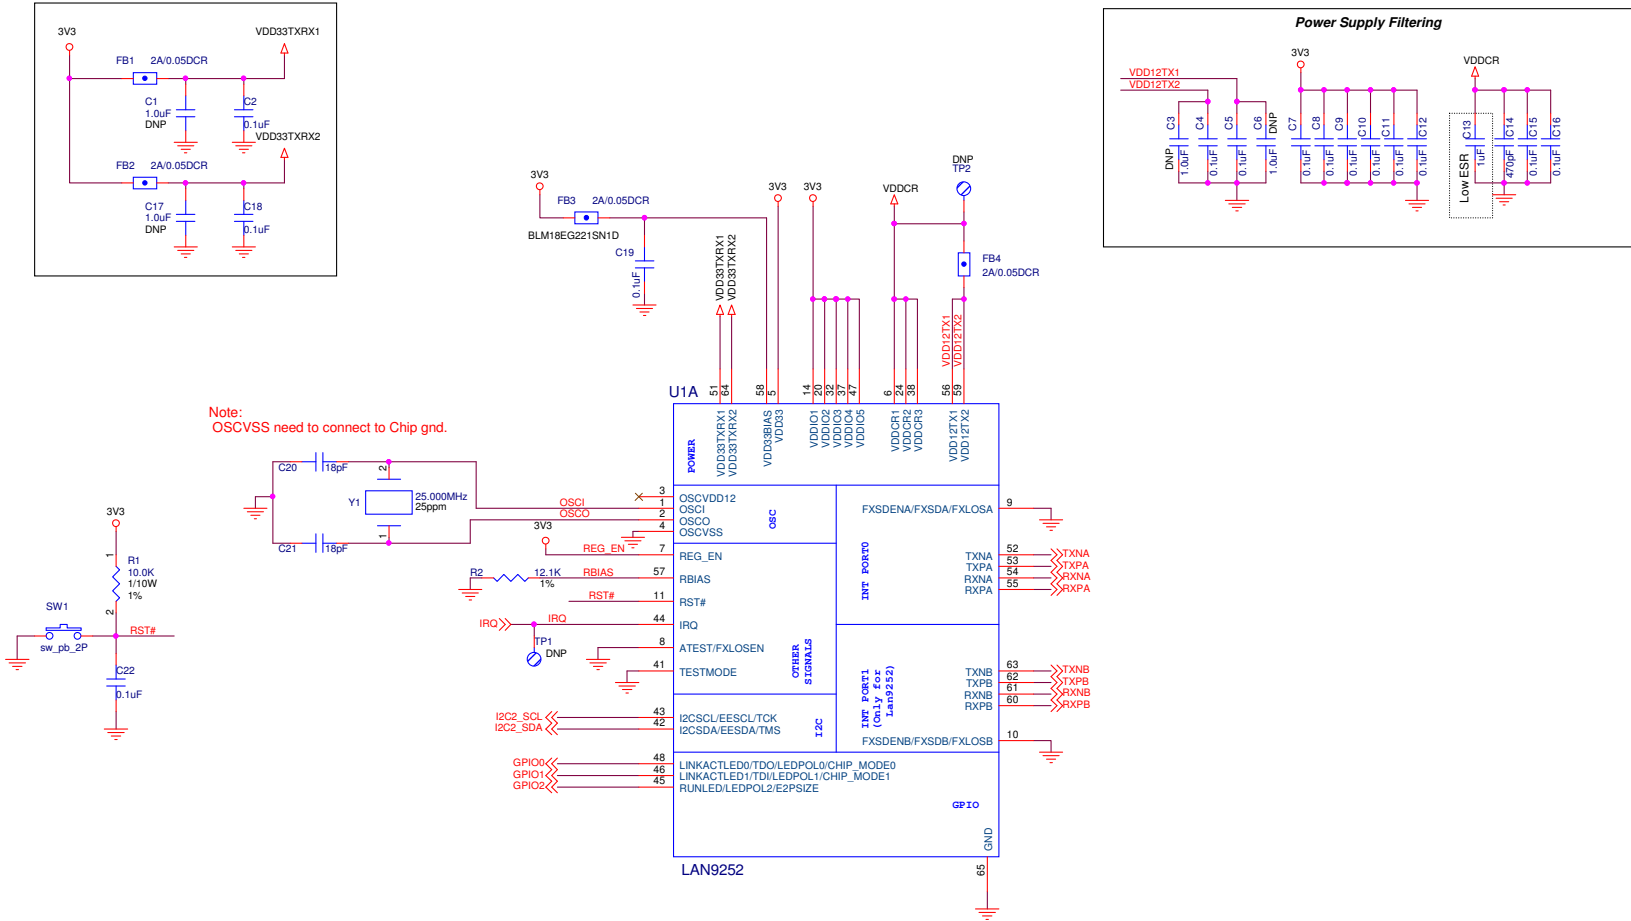 3V3
VDD33TXRX1
FB1 2A/0.05DCR
C1
1.0uF
DNP
C2
0.1uF
VDD33TXRX2
FB2 2A/0.05DCR
C17
1.0uF
DNP
C18
0.1uF
Power Supply Filtering
VDD12TX1
VDD12TX2
3V3
VDDCR
C3
DNP
1.0uF
C4
0.1uF
C5
0.1uF
C6
DNP
1.0uF
C7
0.1uF
C8
0.1uF
C9
0.1uF
C10
0.1uF
C11
0.1uF
C12
0.1uF
Low ESR
C13
1uF
C14
470pF
C15
0.1uF
C16
0.1uF
3V3
FB3 2A/0.05DCR
BLM18EG221SN1D
C19
0.1uF
VDD33TXRX1
VDD33TXRX2
3V3
3V3
VDDCR
DNP
TP2
FB4
2A/0.05DCR
VDD12TX1
VDD12TX2
U1A
51
64
58
5
14
20
32
37
47
6
24
38
56
59
POWER
VDD33TXRX1
VDD33TXRX2
VDD33BIAS
VDD33
VDDIO1
VDDIO2
VDDIO3
VDDIO4
VDDIO5
VDDCR1
VDDCR2
VDDCR3
VDD12TX1
VDD12TX2
Note:
OSCVSS need to connect to Chip gnd.
C20 18pF
2
Y1
25.000MHz
25ppm
1
C21 18pF
OSCI
OSCO
3V3
3 OSCVDD12
1 OSCI
2 OSCO
4 OSCVSS
OSC
REG_EN 7 REG_EN
R2 12.1K
1%
RBIAS 57 RBIAS
RST# 11 RST#
IRQ IRQ 44 IRQ
TP1
DNP
8 ATEST/FXLOSEN
41 TESTMODE
OTHER
SIGNALS
I2C2_SCL 43 I2CSCL/EESCL/TCK
I2C2_SDA 42 I2CSDA/EESDA/TMS
I2C
GPIO0 48 LINKACTLED0/TDO/LEDPOL0/CHIP_MODE0
GPIO1 46 LINKACTLED1/TDI/LEDPOL1/CHIP_MODE1
GPIO2 45 RUNLED/LEDPOL2/E2PSIZE
GPIO
FXSDENA/FXSDA/FXLOSA 9
INT PORT0
TXNA 52 TXNA
TXPA 53 TXPA
RXNA 54 RXNA
RXPA 55 RXPA
INT PORT1
(Only for
Lan9252)
TXNB 63 TXNB
TXPB 62 TXPB
RXNB 61 RXNB
RXPB 60 RXPB
FXSDENB/FXSDB/FXLOSB 10
GND
65
LAN9252
3V3
1
R1
10.0K
1/10W
1%
2
SW1
sw_pb_2P
RST#
C22
0.1uF